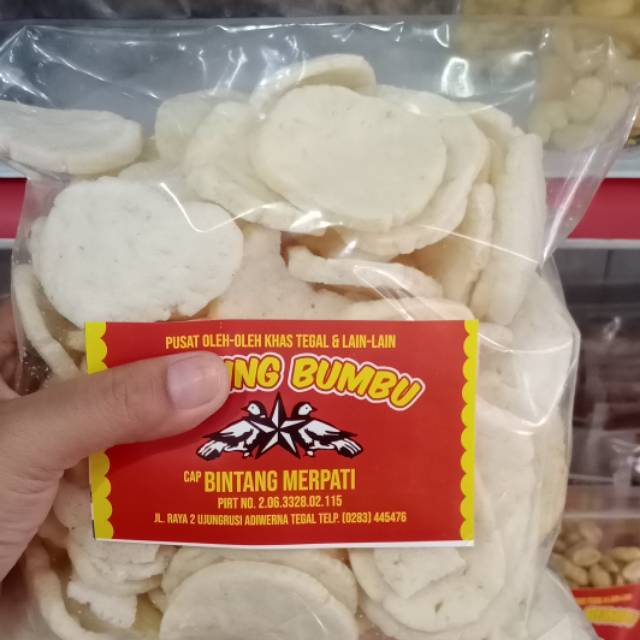 PUSAT OLEH-OLEH KHAS TEGAL & LAIN-LAIN
BUMBU
CAP BINTANG MERPATI
PIRT NO. 2.06.3328.02.115
JL. RAYA 2 UJUNGRUSI ADIWERNA TEGAL TELP. (0283) 445476